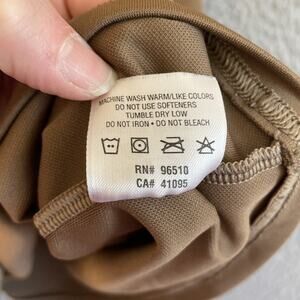 MACHINE WASH WARM/LIKE COLORS
DO NOT USE SOFTENERS
TUMBLE DRY LOW
DO NOT IRON • DO NOT BLEACH
RN# 96510
CA# 41095